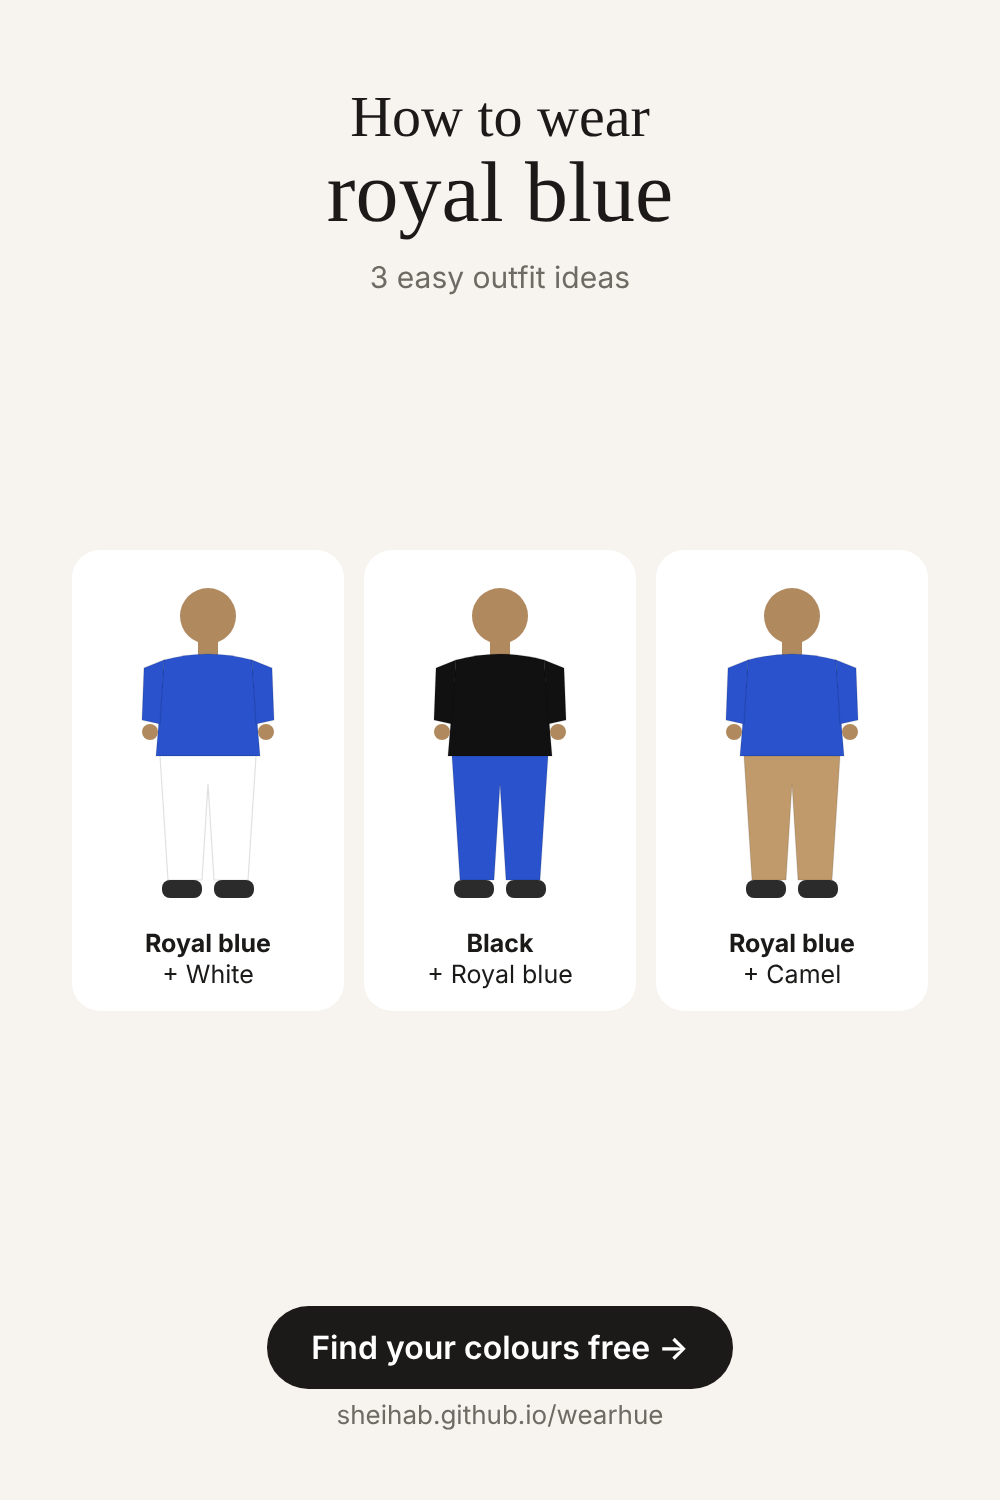 How to wear
royal blue
3 easy outfit ideas
Royal blue
+ White
Black
+ Royal blue
Royal blue
+ Camel
Find your colours free →
sheihab.github.io/wearhue